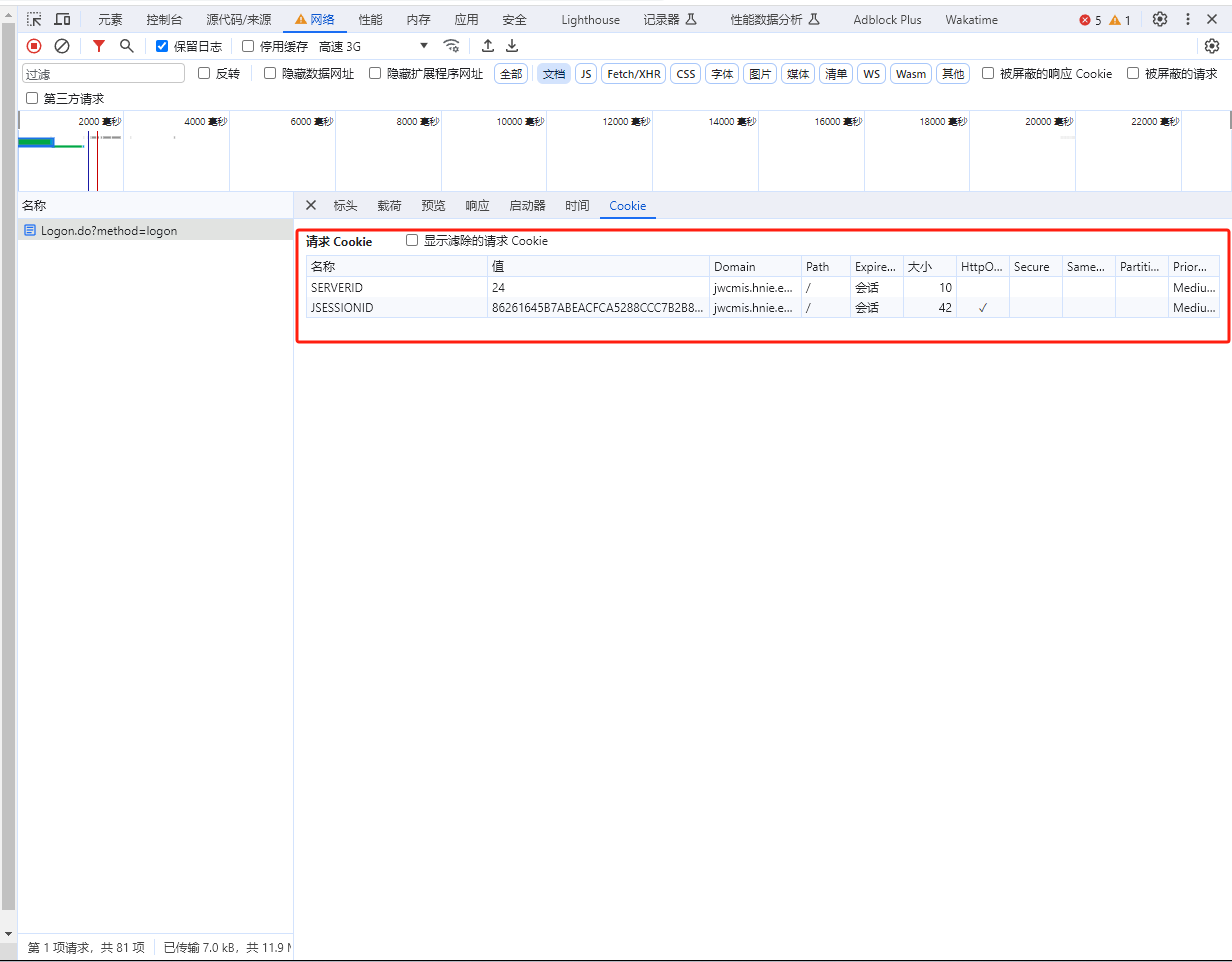 元素 控制台 源代码/来源 网络 性能 内存 应用 安全 Lighthouse 记录器 性能数据分析 Adblock Plus Wakatime 5 1
保留日志 停用缓存 高速 3G
过滤 反转 隐藏数据网址 隐藏扩展程序网址 全部 文档 JS Fetch/XHR CSS 字体 图片 媒体 清单 WS Wasm 其他 被屏蔽的响应 Cookie 被屏蔽的请求
第三方请求
2000 毫秒 4000 毫秒 6000 毫秒 8000 毫秒 10000 毫秒 12000 毫秒 14000 毫秒 16000 毫秒 18000 毫秒 20000 毫秒 22000 毫秒
名称
Logon.do?method=logon
标头 载荷 预览 响应 启动器 时间 Cookie
请求 Cookie 显示滤除的请求 Cookie
名称 值 Domain Path Expire... 大小 HttpO... Secure Same... Partiti... Prior...
SERVERID 24 jwcmis.hnie.e... / 会话 10 Mediu...
JSESSIONID 86261645B7ABEACFCA5288CCC7B2B8... jwcmis.hnie.e... / 会话 42 ✓ Mediu...
第 1 项请求，共 81 项 已传输 7.0 kB，共 11.9